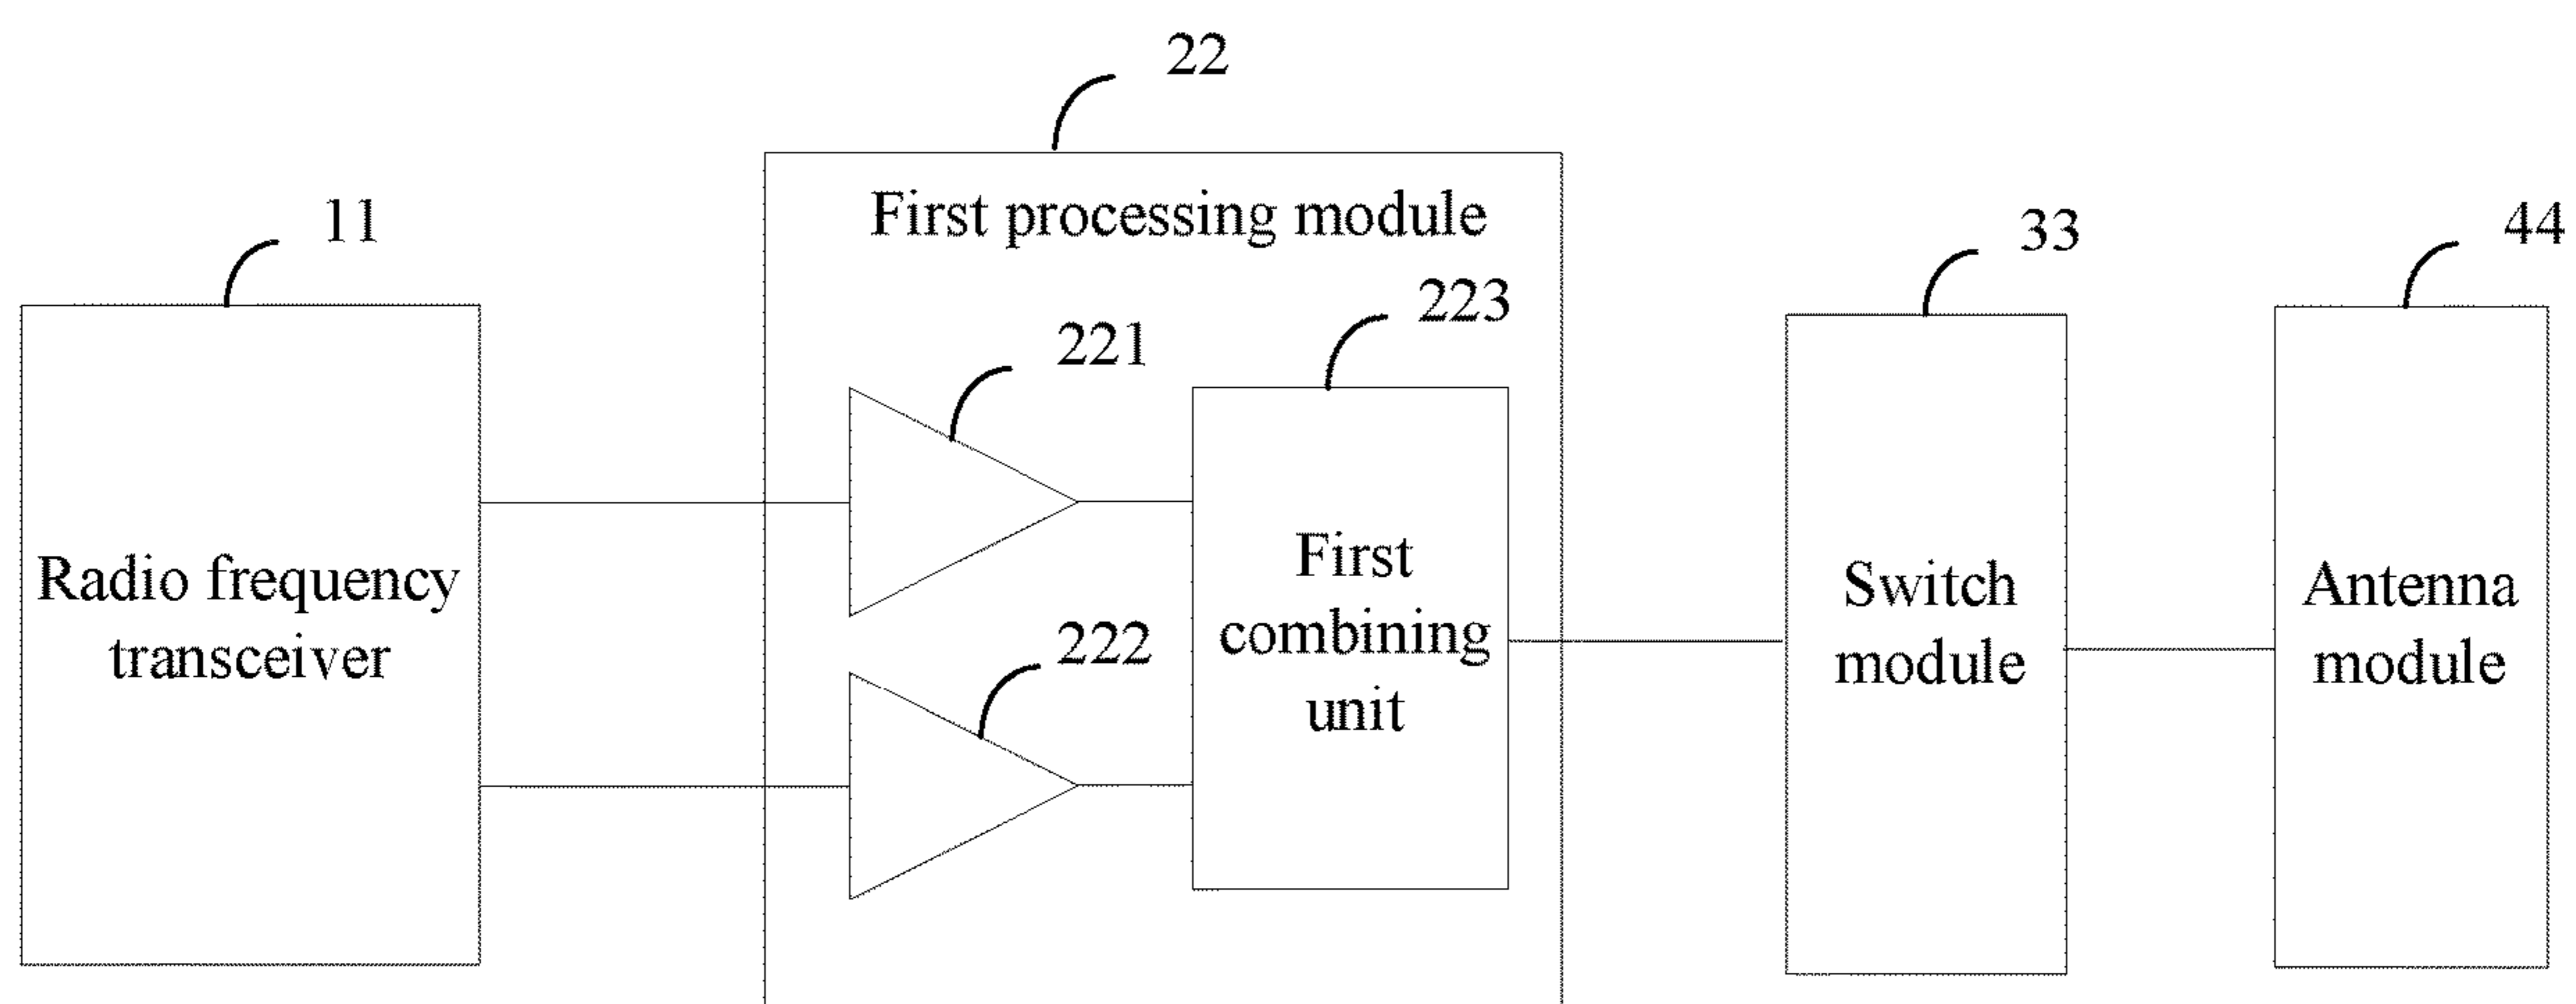 22
First processing module
11
33
44
223
221
Radio frequency
transceiver
222
First
combining
unit
Switch
module
Antenna
module